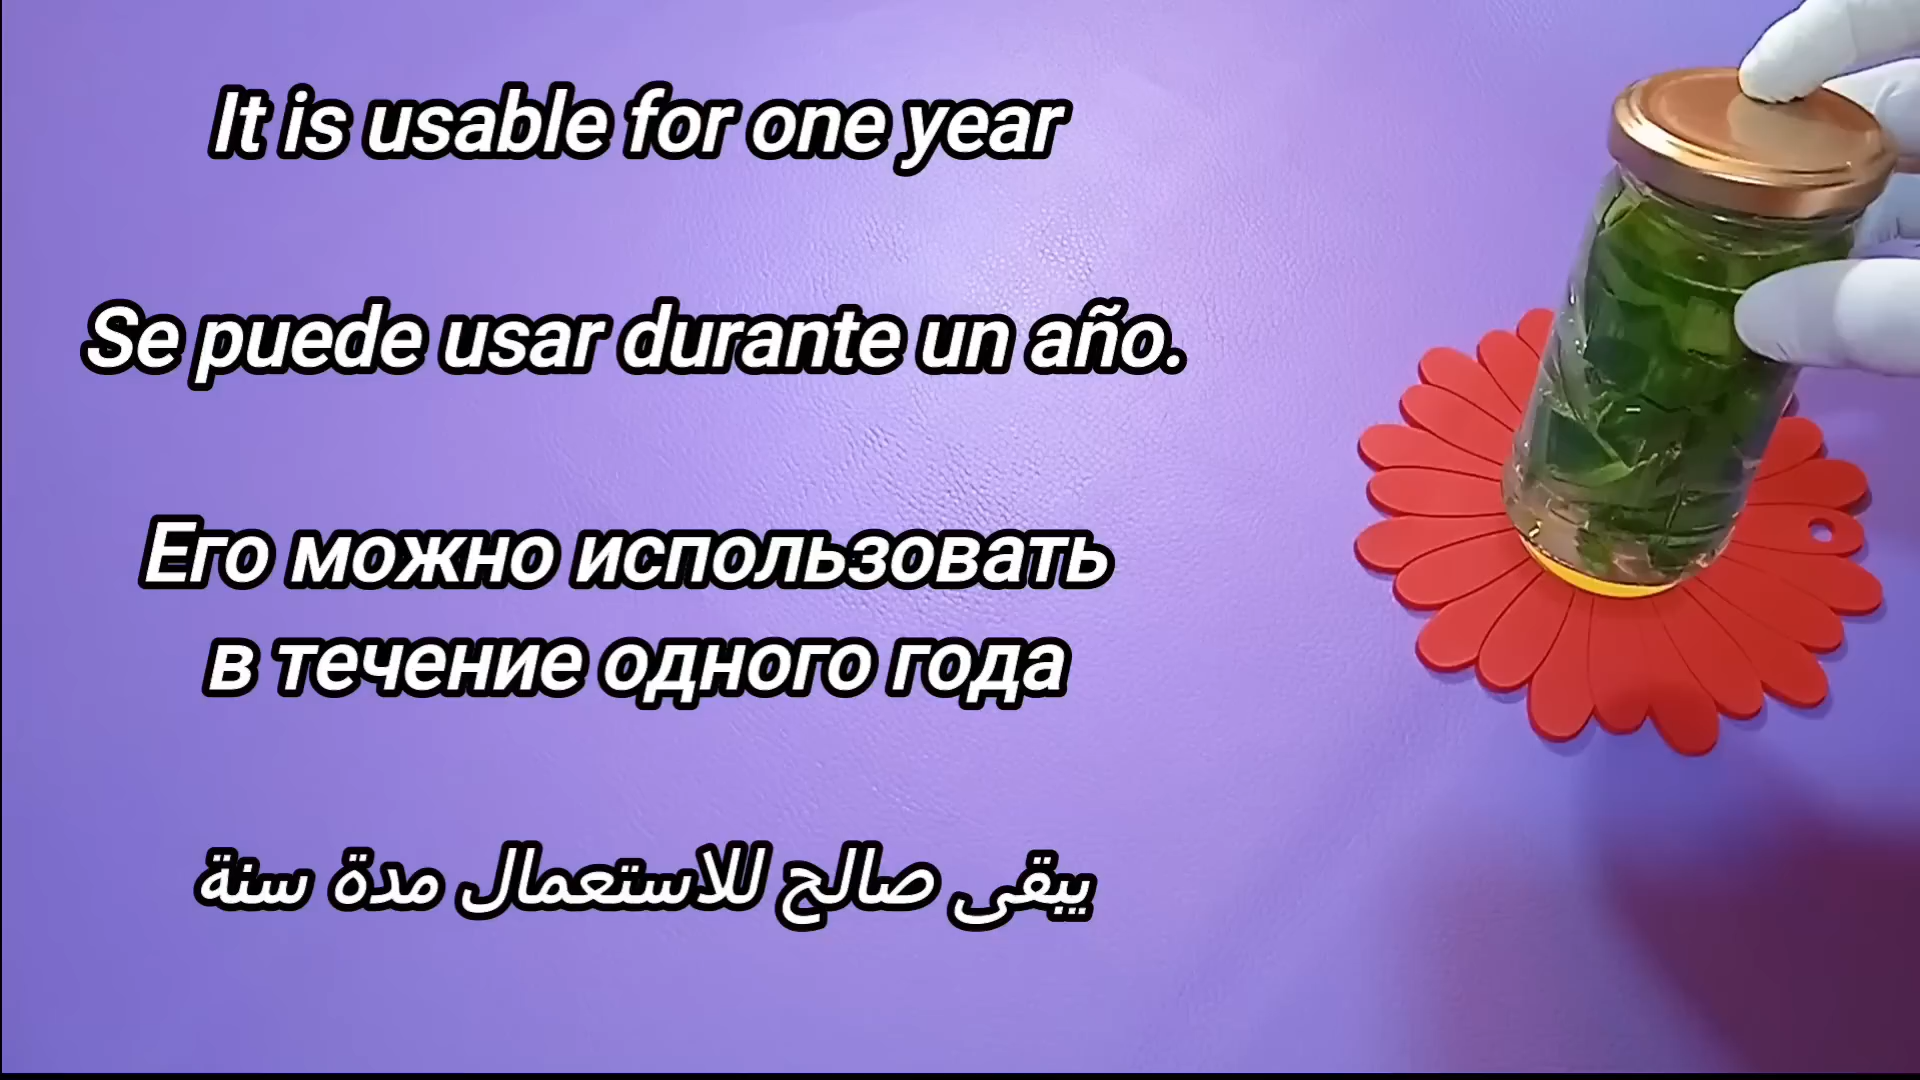 It is usable for one year
Se puede usar durante un año.
Его можно использовать
в течение одного года
يبقى صالح للاستعمال مدة سنة